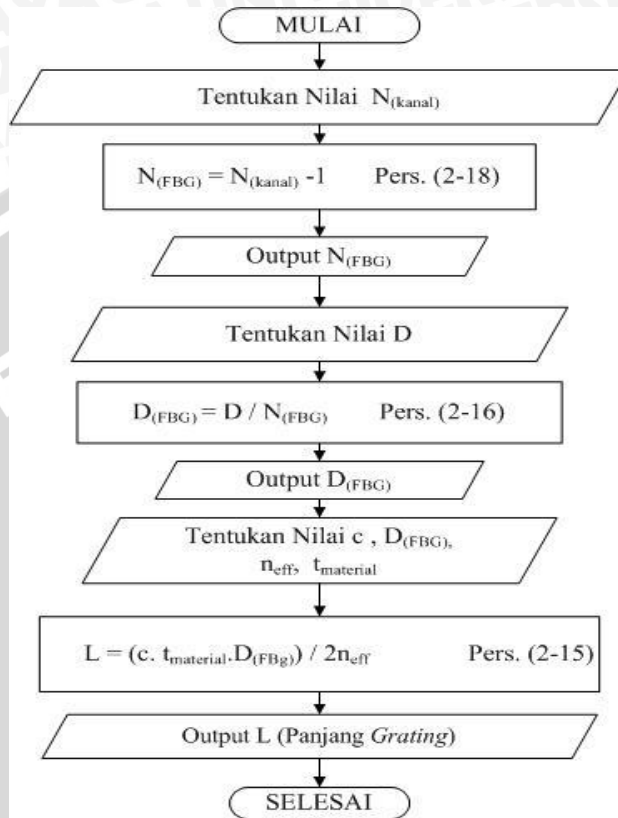 MULAI
Tentukan Nilai N(kanal)
N(FBG) = N(kanal) -1 Pers. (2-18)
Output N(FBG)
Tentukan Nilai D
D(FBG) = D / N(FBG) Pers. (2-16)
Output D(FBG)
Tentukan Nilai c , D(FBG),
neff, tmaterial
L = (c. tmaterial.D(FBg)) / 2neff Pers. (2-15)
Output L (Panjang Grating)
SELESAI